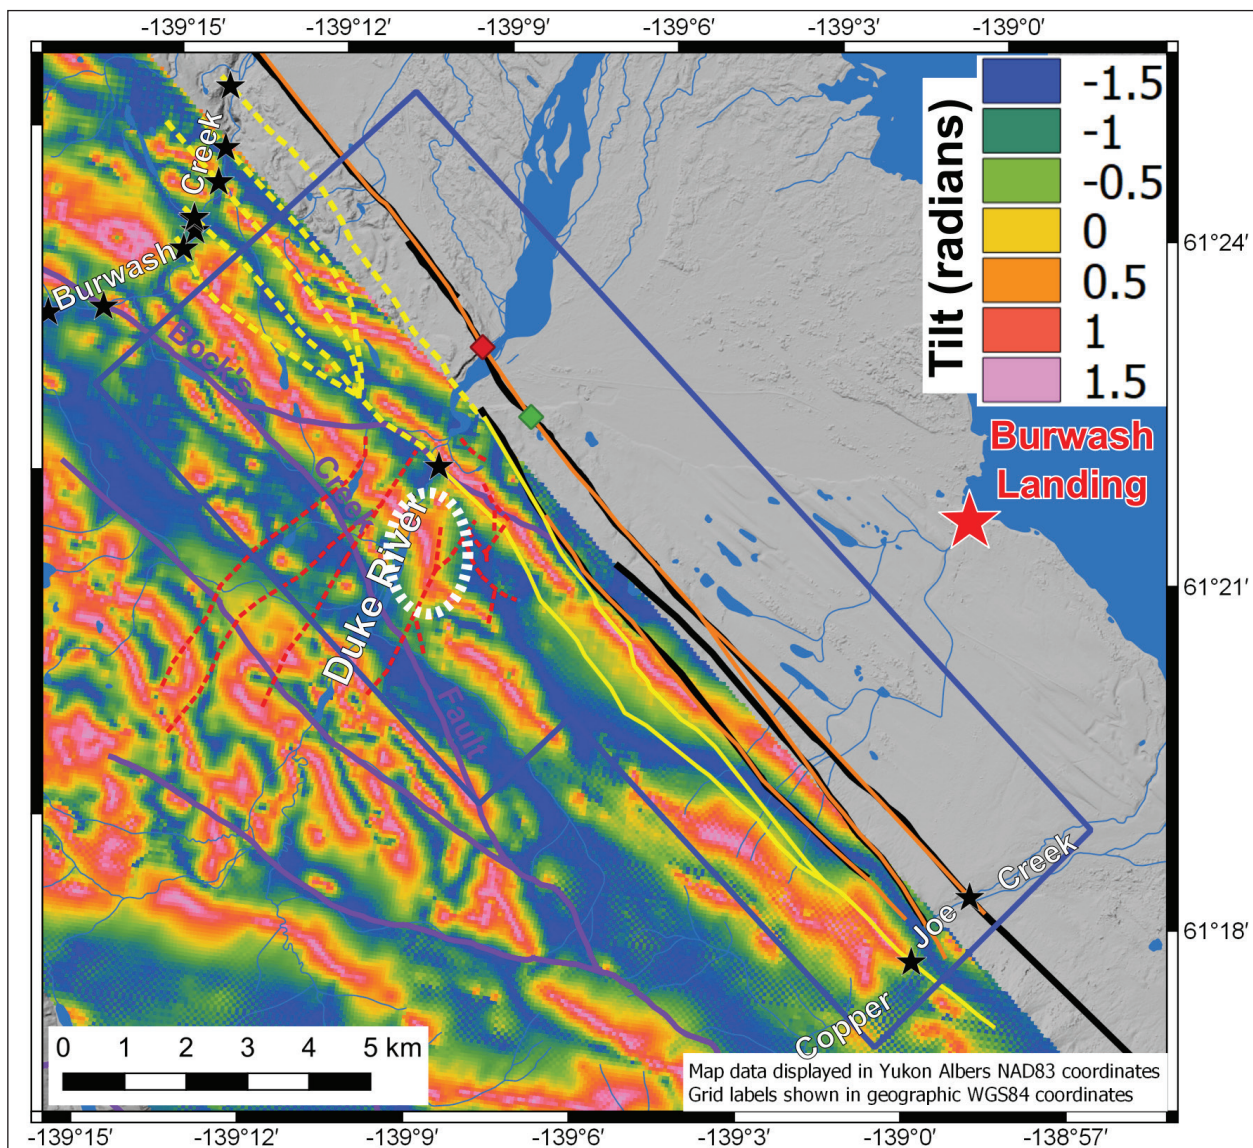 -139°15′ -139°12′ -139°9′ -139°6′ -139°3′ -139°0′
Tilt (radians)
-1.5
-1
-0.5
0
0.5
1
1.5
61°24′
61°21′
61°18′
Burwash
Landing
Burwash Creek
Bock's Creek Fault
Duke River
Copper Joe Creek
0 1 2 3 4 5 km
Map data displayed in Yukon Albers NAD83 coordinates
Grid labels shown in geographic WGS84 coordinates
-139°15′ -139°12′ -139°9′ -139°6′ -139°3′ -139°0′ -138°57′